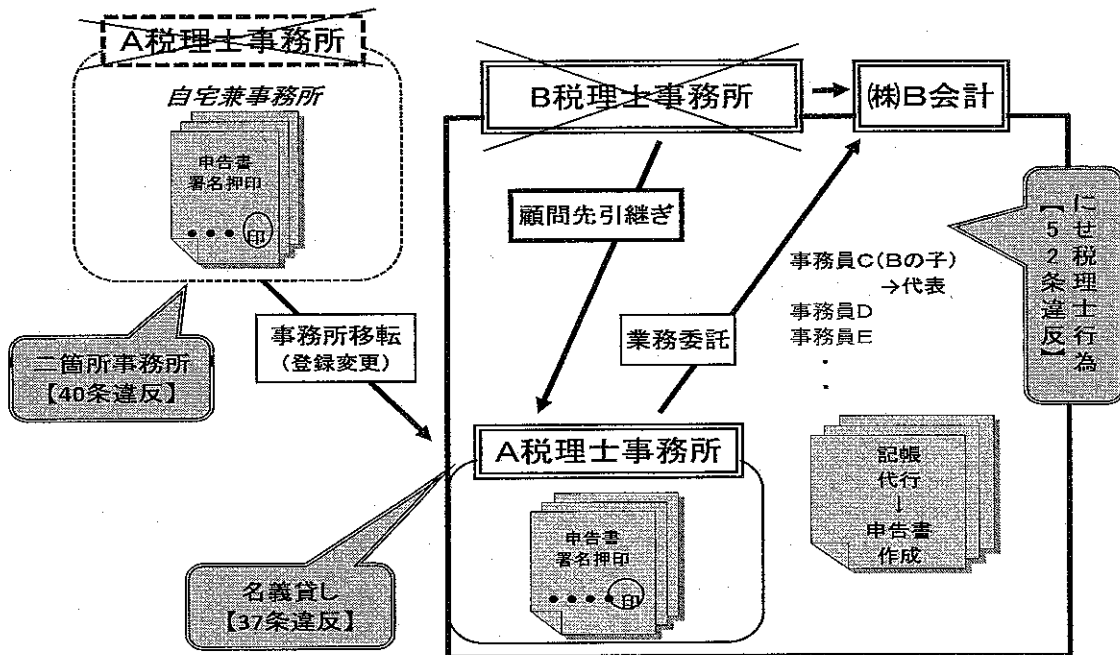 A税理士事務所
自宅兼事務所
申告書
署名押印
・・・印
二箇所事務所
【40条違反】
事務所移転
(登録変更)
B税理士事務所
㈱B会計
顧問先引継ぎ
業務委託
事務員C(Bの子)
→代表
事務員D
事務員E
・
・
にせ税理士行為
【52条違反】
A税理士事務所
申告書
署名押印
・・・・印
名義貸し
【37条違反】
記帳
代行
↓
申告書
作成